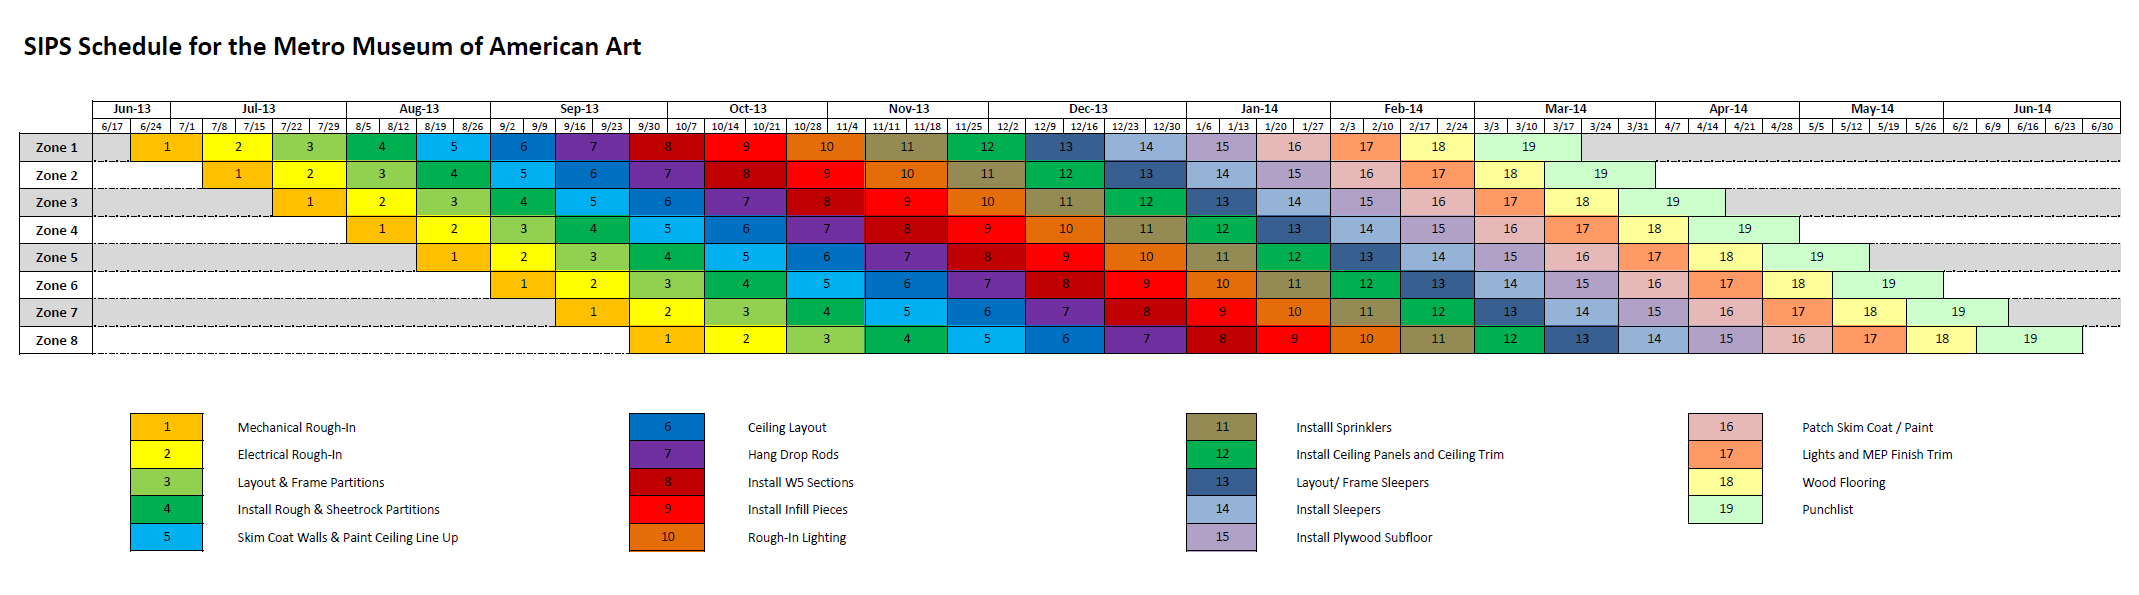 SIPS Schedule for the Metro Museum of American Art
Jun-13 Jul-13 Aug-13 Sep-13 Oct-13 Nov-13 Dec-13 Jan-14 Feb-14 Mar-14 Apr-14 May-14 Jun-14
6/17 6/24 7/1 7/8 7/15 7/22 7/29 8/5 8/12 8/19 8/26 9/2 9/9 9/16 9/23 9/30 10/7 10/14 10/21 10/28 11/4 11/11 11/18 11/25 12/2 12/9 12/16 12/23 12/30 1/6 1/13 1/20 1/27 2/3 2/10 2/17 2/24 3/3 3/10 3/17 3/24 3/31 4/7 4/14 4/21 4/28 5/5 5/12 5/19 5/26 6/2 6/9 6/16 6/23 6/30
Zone 1 1 2 3 4 5 6 7 8 9 10 11 12 13 14 15 16 17 18 19
Zone 2 1 2 3 4 5 6 7 8 9 10 11 12 13 14 15 16 17 18 19
Zone 3 1 2 3 4 5 6 7 8 9 10 11 12 13 14 15 16 17 18 19
Zone 4 1 2 3 4 5 6 7 8 9 10 11 12 13 14 15 16 17 18 19
Zone 5 1 2 3 4 5 6 7 8 9 10 11 12 13 14 15 16 17 18 19
Zone 6 1 2 3 4 5 6 7 8 9 10 11 12 13 14 15 16 17 18 19
Zone 7 1 2 3 4 5 6 7 8 9 10 11 12 13 14 15 16 17 18 19
Zone 8 1 2 3 4 5 6 7 8 9 10 11 12 13 14 15 16 17 18 19
1 Mechanical Rough-In
2 Electrical Rough-In
3 Layout & Frame Partitions
4 Install Rough & Sheetrock Partitions
5 Skim Coat Walls & Paint Ceiling Line Up
6 Ceiling Layout
7 Hang Drop Rods
8 Install W5 Sections
9 Install Infill Pieces
10 Rough-In Lighting
11 Installl Sprinklers
12 Install Ceiling Panels and Ceiling Trim
13 Layout/ Frame Sleepers
14 Install Sleepers
15 Install Plywood Subfloor
16 Patch Skim Coat / Paint
17 Lights and MEP Finish Trim
18 Wood Flooring
19 Punchlist